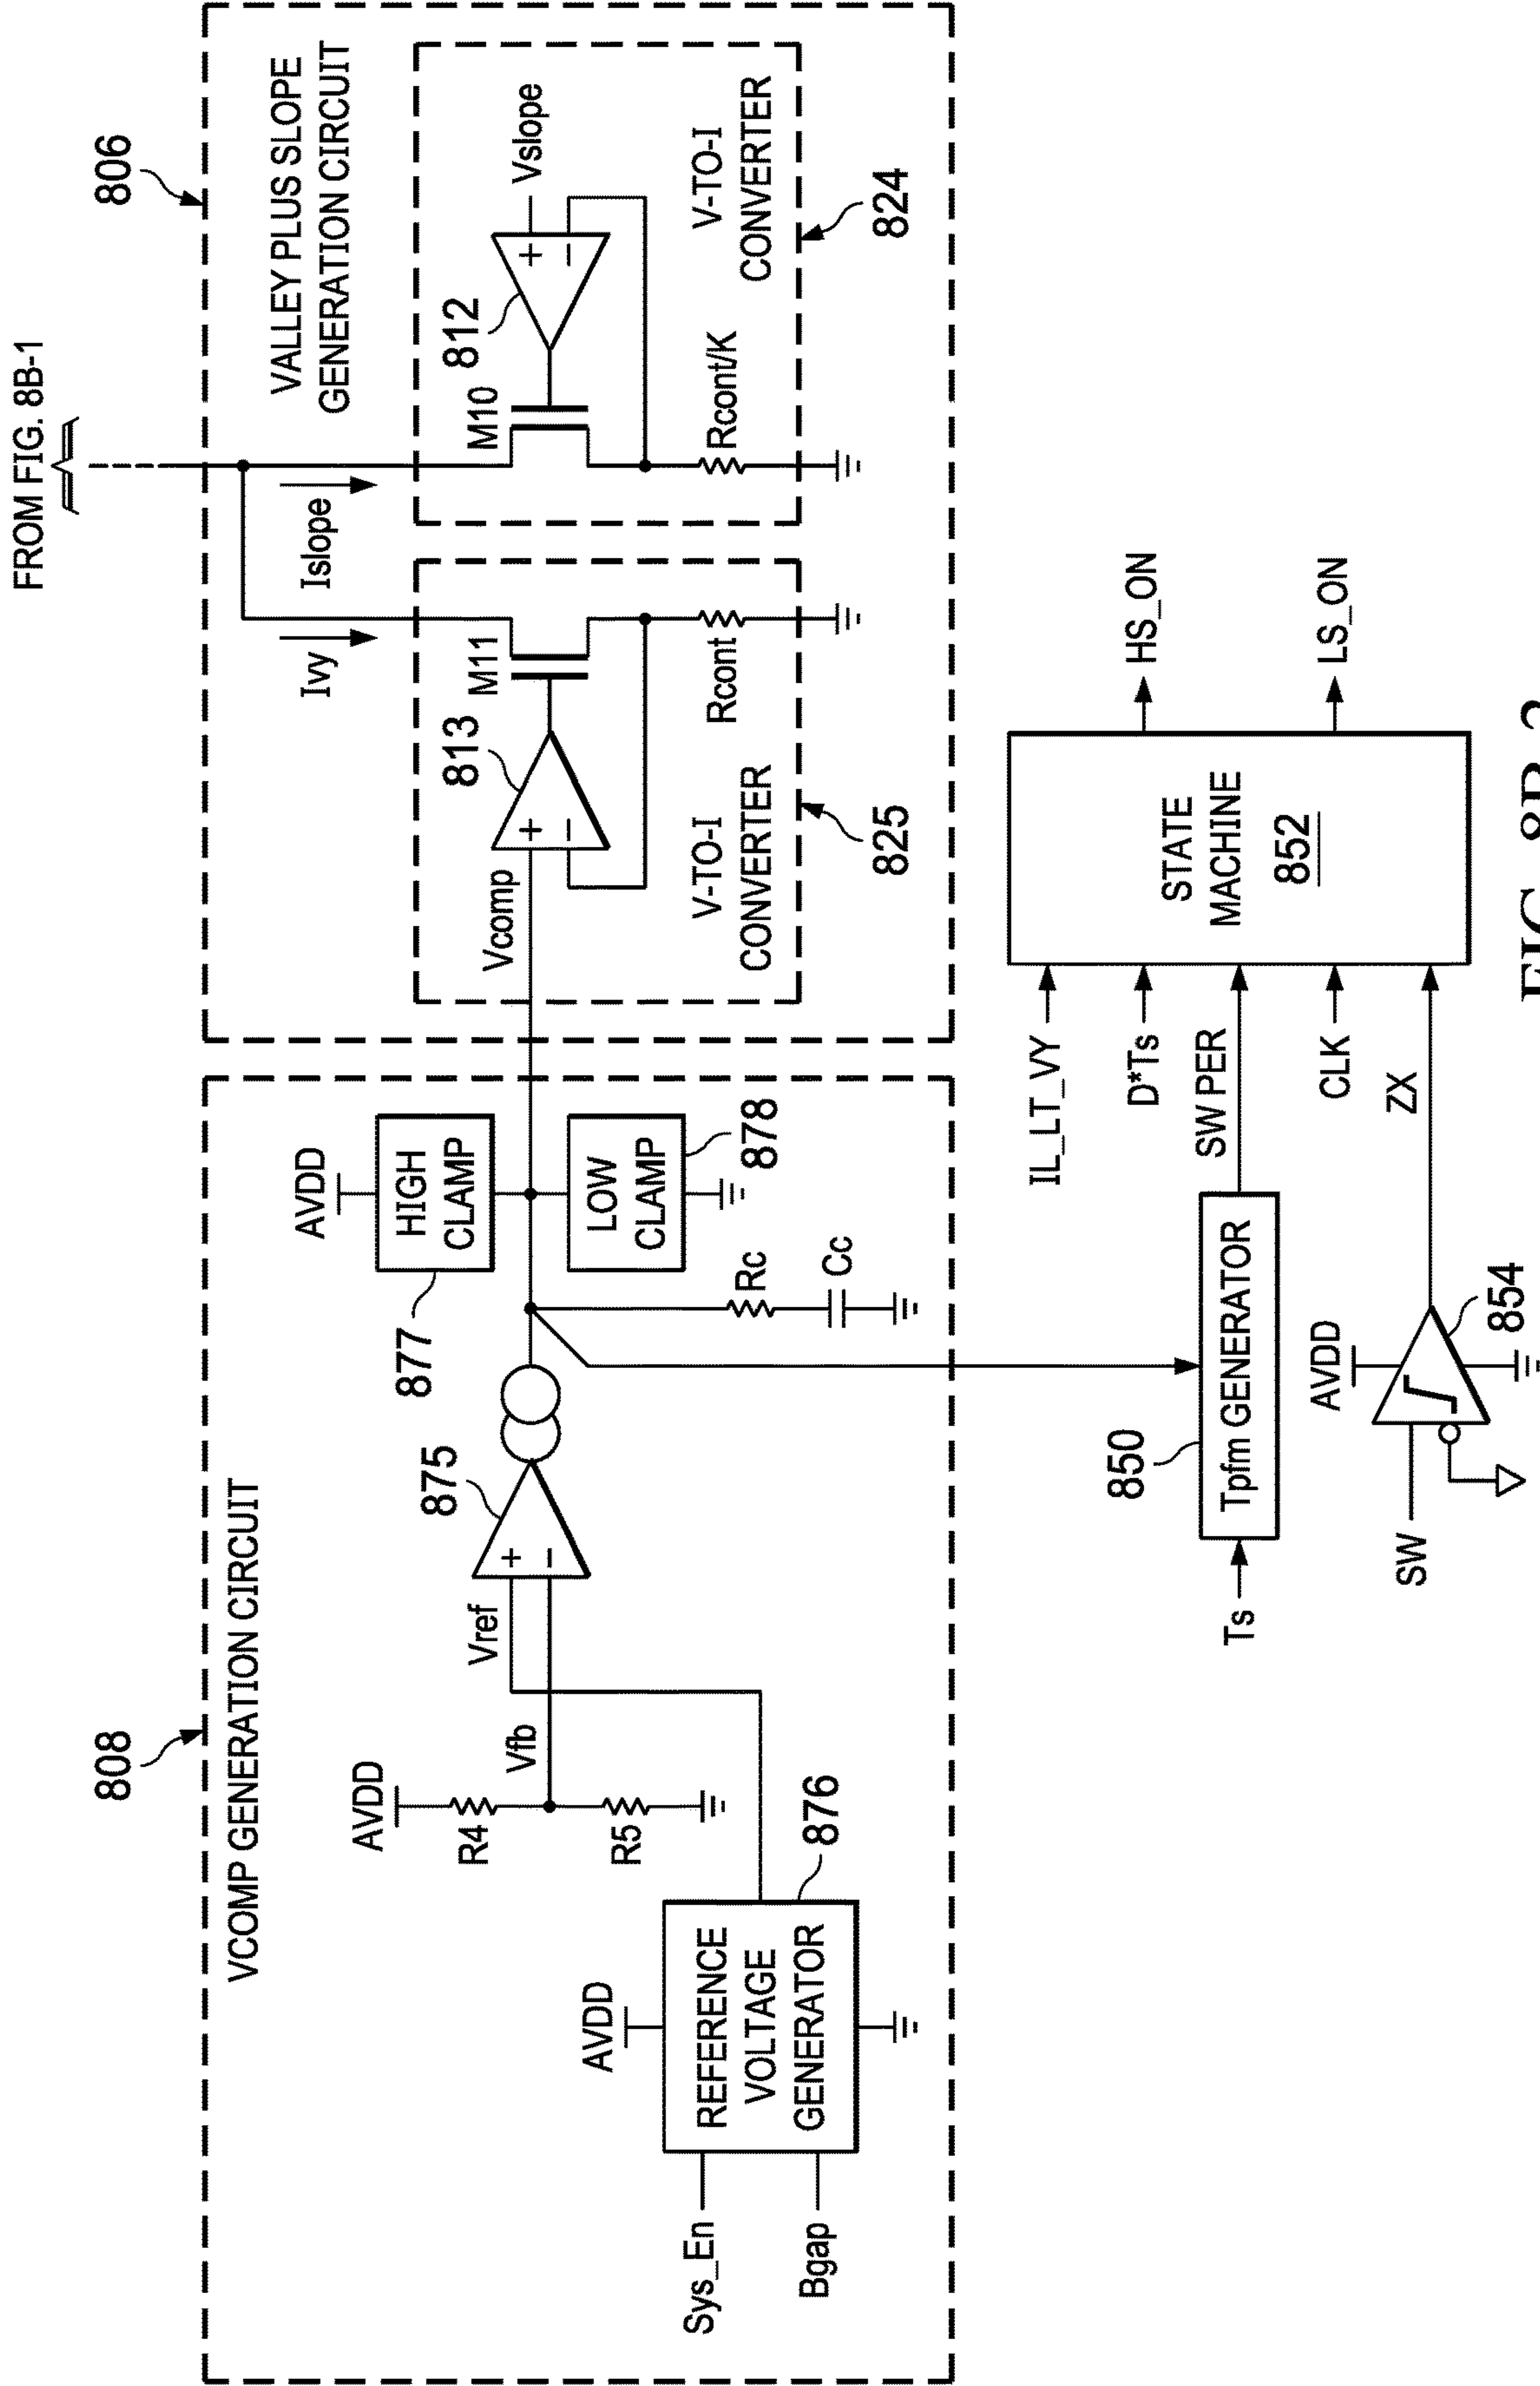 FROM FIG. 8B-1
806
VALLEY PLUS SLOPE
GENERATION CIRCUIT
Ivy
Islope
M11
813
Vcomp
Rcont
V-TO-I
CONVERTER
825
M10
812
Vslope
Rcont/K
V-TO-I
CONVERTER
824
808
VCOMP GENERATION CIRCUIT
AVDD
R4
R5
Vfb
Vref
875
AVDD
REFERENCE
VOLTAGE
GENERATOR
876
Sys_En
Bgap
AVDD
HIGH
CLAMP
877
LOW
CLAMP
878
Rc
Cc
Ts
Tpfm GENERATOR
850
SW
AVDD
854
IL_LT_VY
D*Ts
SW PER
CLK
ZX
STATE
MACHINE
852
HS_ON
LS_ON
FIG. 8B-2